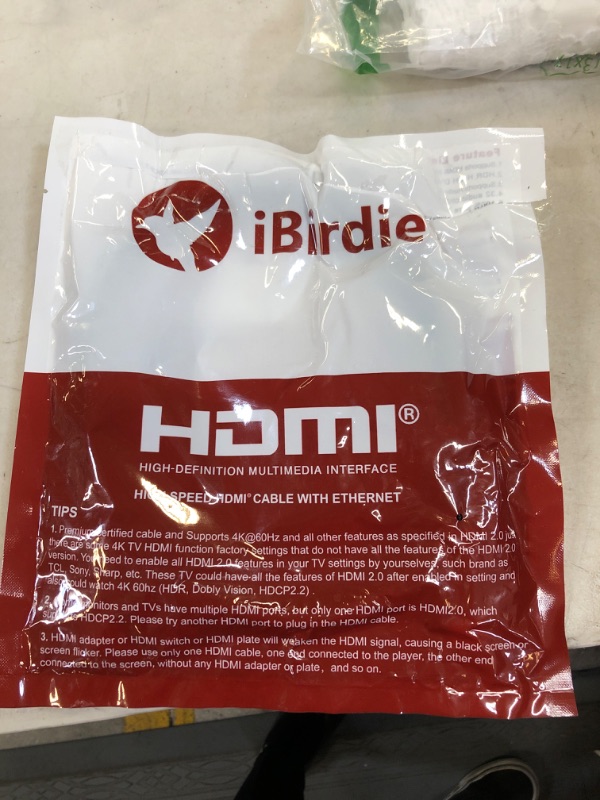 iBirdie
HDMI®
HIGH-DEFINITION MULTIMEDIA INTERFACE
HIGH SPEED HDMI® CABLE WITH ETHERNET
TIPS
1. Premium certified cable and Supports 4K@60Hz and all other features as specified in HDMI 2.0 just
there are some 4K TV HDMI function factory settings that do not have all the features of the HDMI 2.0
version. You need to enable all HDMI 2.0 features in your TV settings by yourselves, such brand as
TCL, Sony, Sharp, etc. These TV could have all the features of HDMI 2.0 after enabled in setting and
also could watch 4K 60hz (HDR, Dobly Vision, HDCP2.2) .
2. monitors and TVs have multiple HDMI ports, but only one HDMI port is HDMI2.0, which
HDCP2.2. Please try another HDMI port to plug in the HDMI cable.
3. HDMI adapter or HDMI switch or HDMI plate will weaken the HDMI signal, causing a black screen or
screen flicker. Please use only one HDMI cable, one end connected to the player, the other end
connected to the screen, without any HDMI adapter or plate, and so on.